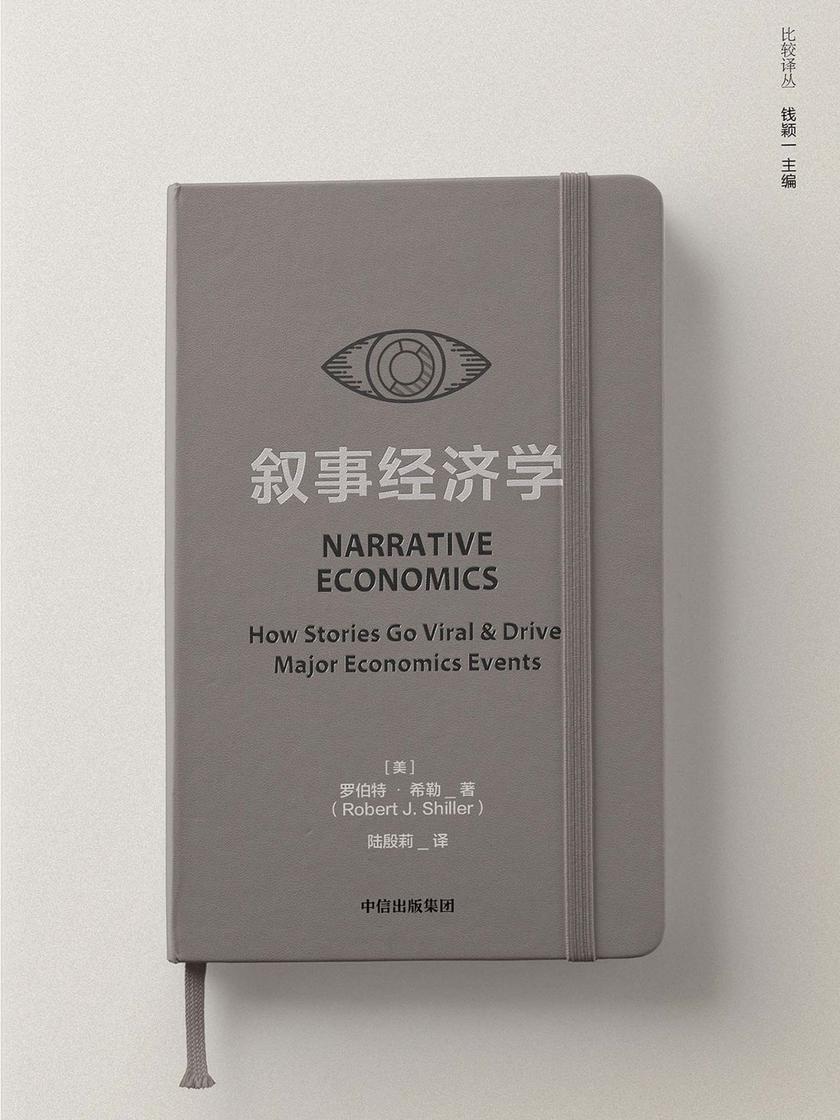 比较译丛 钱颖一 主编
叙事经济学
NARRATIVE
ECONOMICS
How Stories Go Viral & Drive
Major Economics Events
[美]
罗伯特 · 希勒_著
(Robert J. Shiller)
陆殷莉_译
中信出版集团